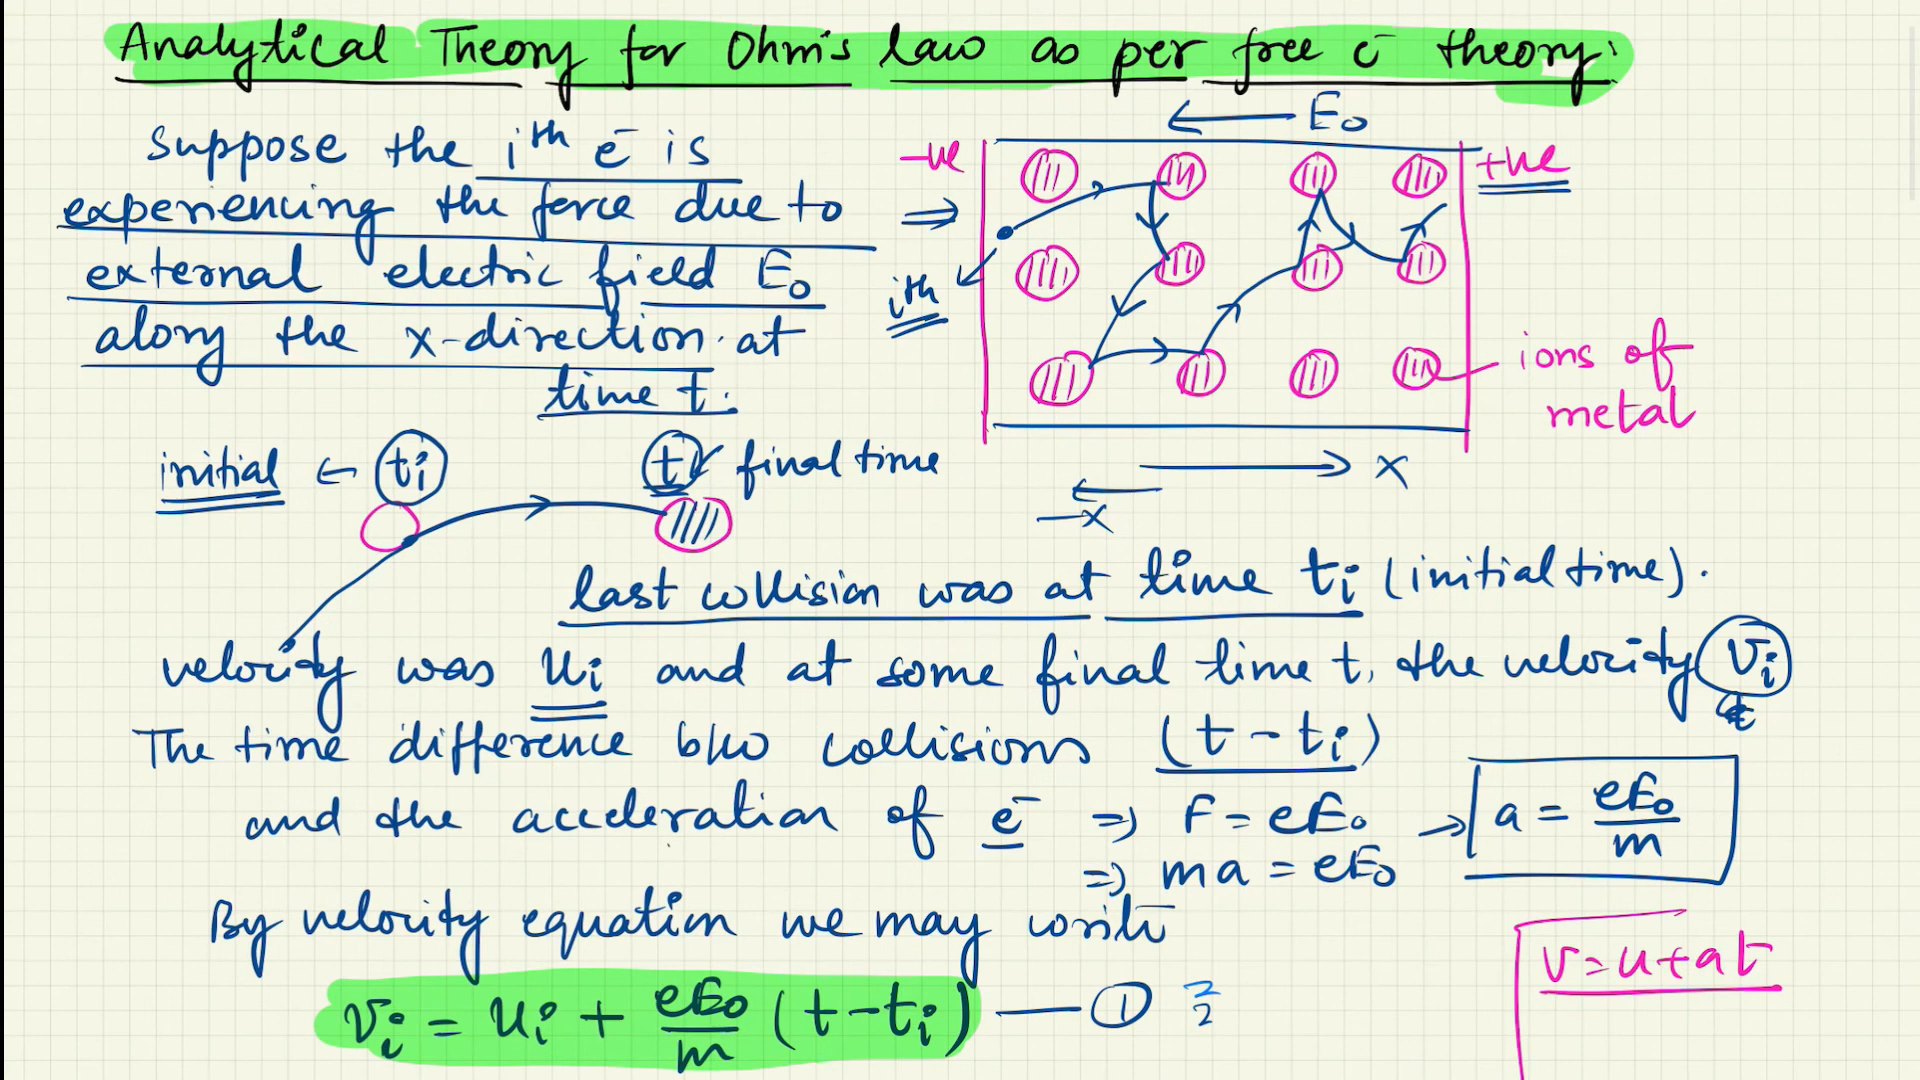 Analytical Theory for Ohm's law as per free e⁻ theory:
← E₀
Suppose the iᵗʰ e⁻ is
-ve
+ve
experiencing the force due to ⇒
external electric field E₀
iᵗʰ
along the x-direction. at
time t.
ions of
metal
initial ← tᵢ
t final time
→ x
←
-x
last collision was at time tᵢ (initial time).
velocity was uᵢ and at some final time t, the velocity vᵢ
The time difference b/w collisions (t - tᵢ)
and the acceleration of e⁻ ⇒ F = eE₀ → a = eE₀/m
⇒ ma = eE₀
By velocity equation we may write
v = u + at
vᵢ = uᵢ + eE₀/m (t - tᵢ) — ①